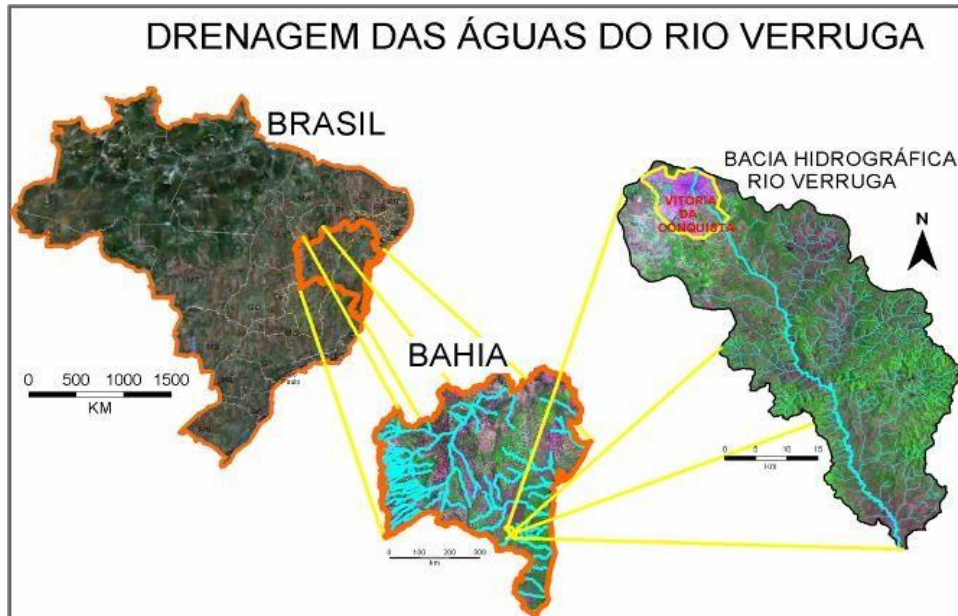 DRENAGEM DAS ÁGUAS DO RIO VERRUGA
BRASIL
BACIA HIDROGRÁFICA
RIO VERRUGA
VITÓRIA
DA
CONQUISTA
N
BAHIA
0 500 1000 1500
KM
0 5 10 15
km
0 100 200 300
km